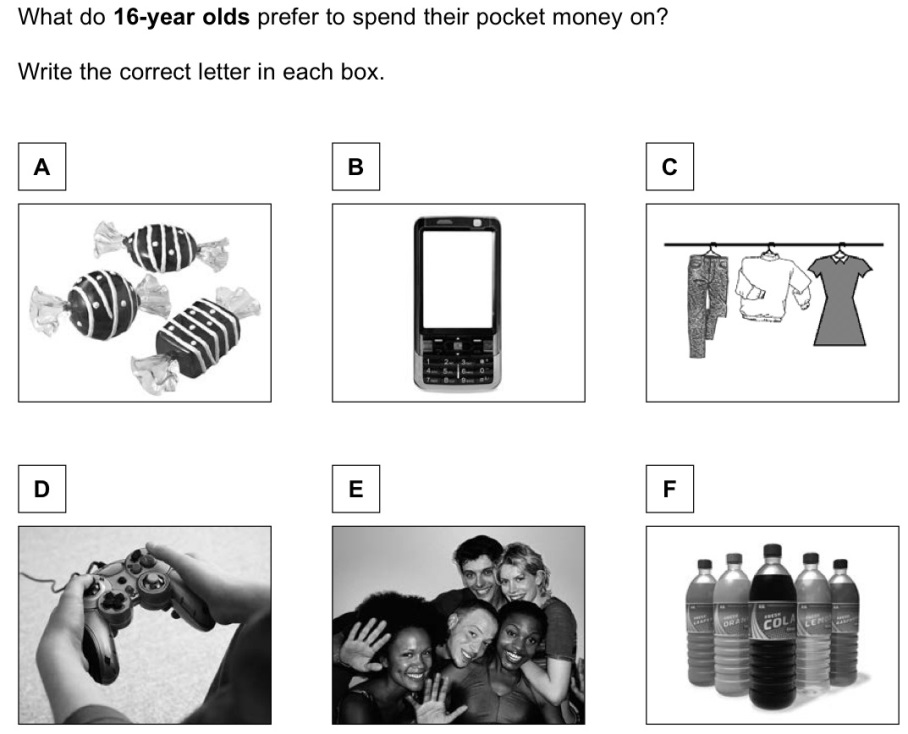 What do 16-year olds prefer to spend their pocket money on?
Write the correct letter in each box.
A
B
C
D
E
F
COLA